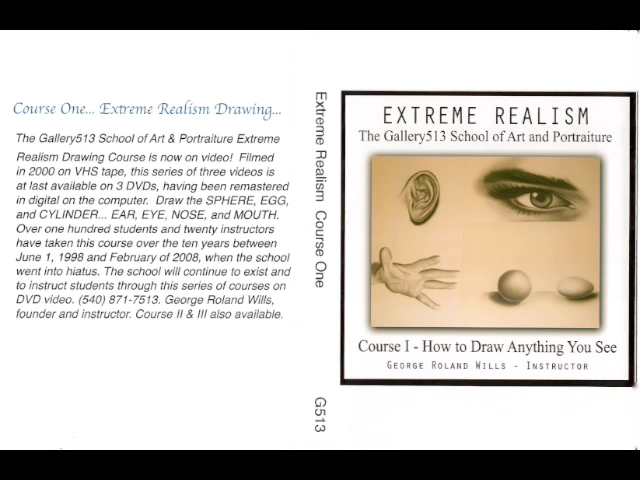 Course One... Extreme Realism Drawing...
The Gallery513 School of Art & Portraiture Extreme
Realism Drawing Course is now on video! Filmed
in 2000 on VHS tape, this series of three videos is
at last available on 3 DVDs, having been remastered
in digital on the computer. Draw the SPHERE, EGG,
and CYLINDER... EAR, EYE, NOSE, and MOUTH.
Over one hundred students and twenty instructors
have taken this course over the ten years between
June 1, 1998 and February of 2008, when the school
went into hiatus. The school will continue to exist and
to instruct students through this series of courses on
DVD video. (540) 871-7513. George Roland Wills,
founder and instructor. Course II & III also available.
Extreme Realism Course One
G513
EXTREME REALISM
The Gallery513 School of Art and Portraiture
Course I - How to Draw Anything You See
George Roland Wills - Instructor